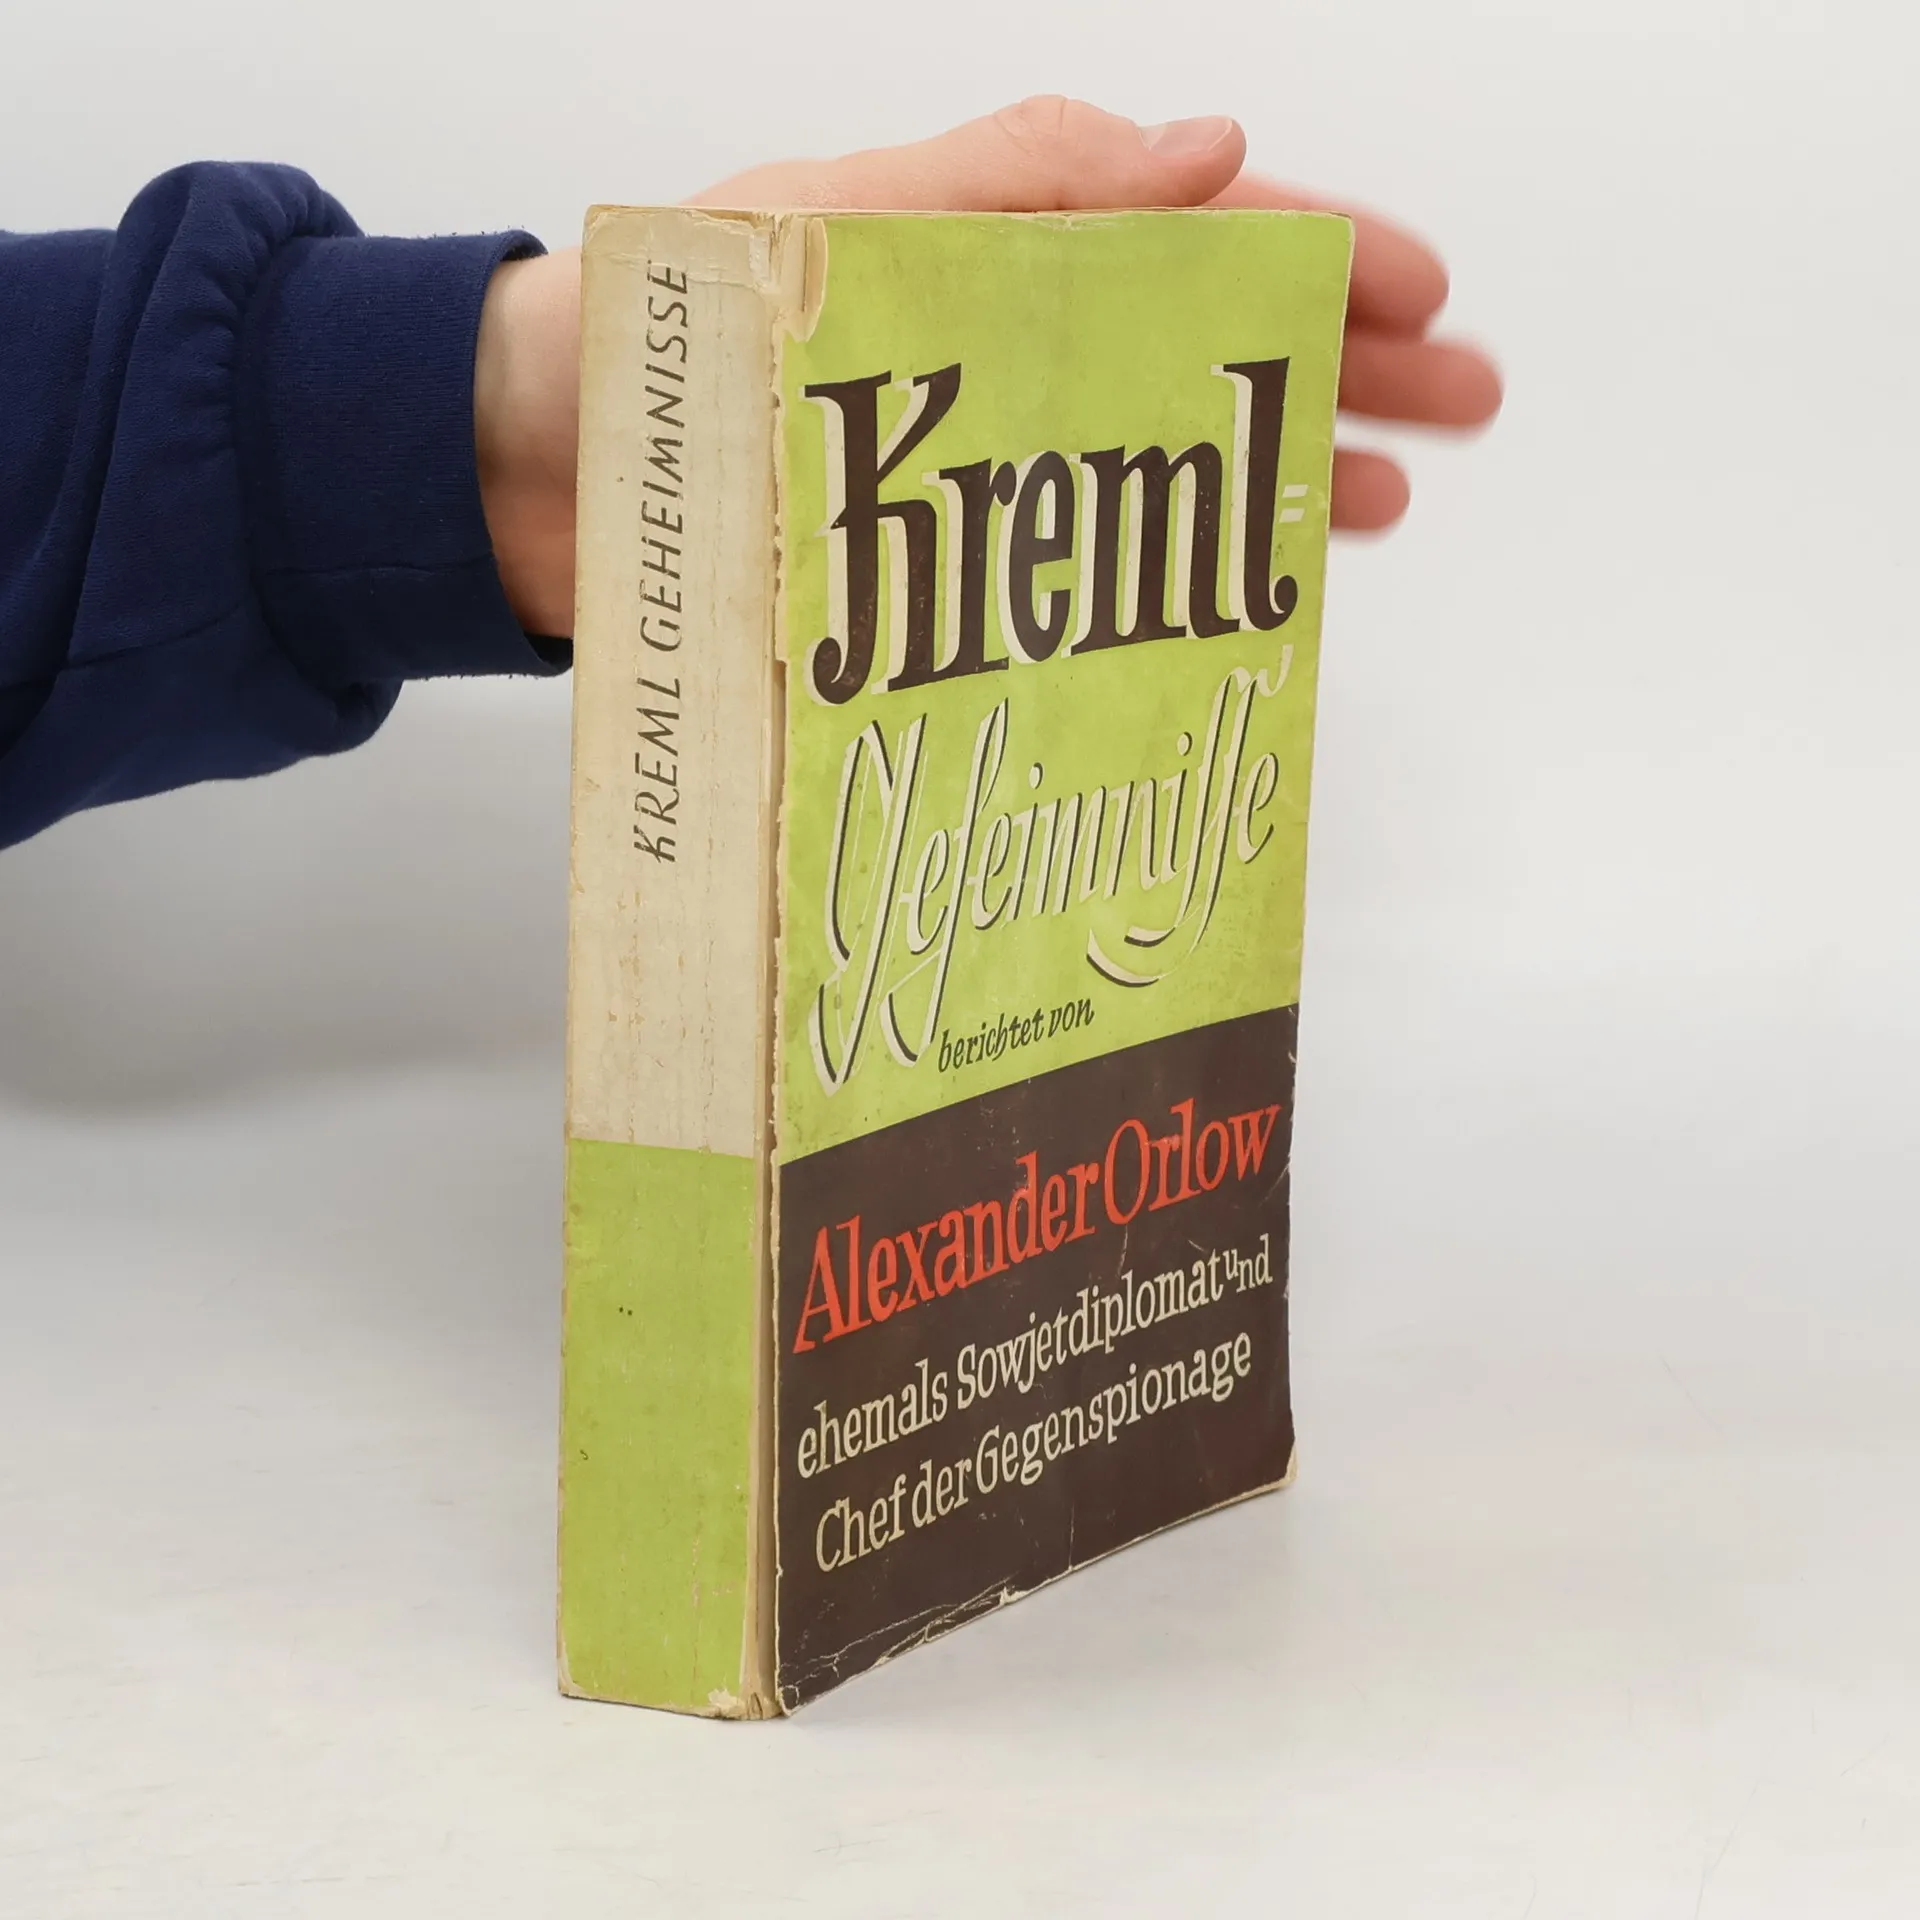 KREML GEHEIMNISSE
Kreml=
Geheimnisse
berichtet von
Alexander Orlow
ehemals Sowjetdiplomat und
Chef der Gegenspionage